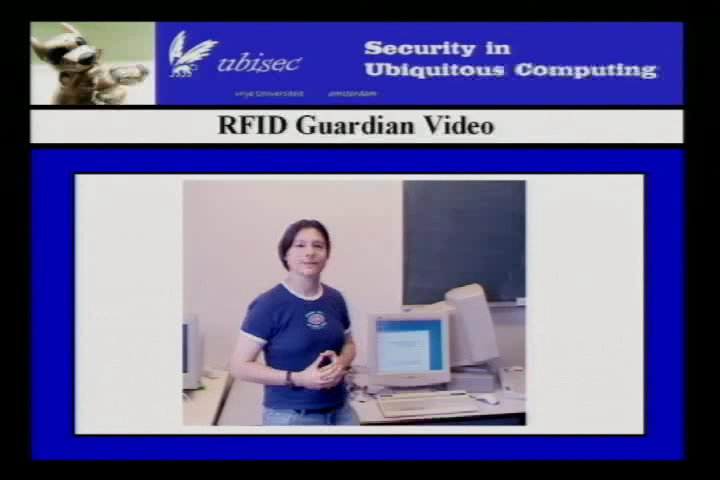 ubisec
Security in
Ubiquitous Computing
vrije Universiteit amsterdam
RFID Guardian Video